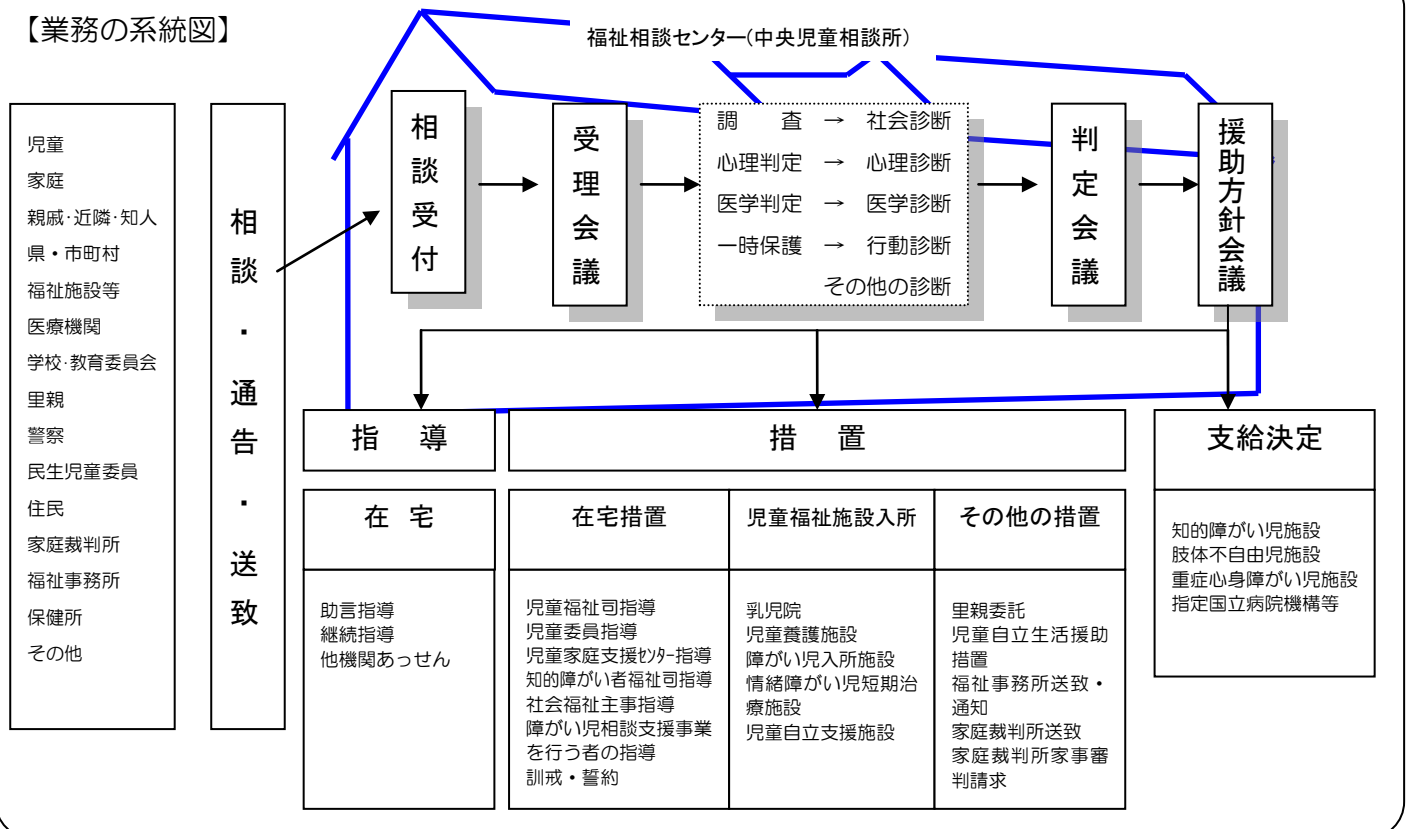 【業務の系統図】
福祉相談センター(中央児童相談所)
児童
家庭
親戚・近隣・知人
県・市町村
福祉施設等
医療機関
学校・教育委員会
里親
警察
民生児童委員
住民
家庭裁判所
福祉事務所
保健所
その他
相談・通告・送致
相談受付
受理会議
調　査 → 社会診断
心理判定 → 心理診断
医学判定 → 医学診断
一時保護 → 行動診断
その他の診断
判定会議
援助方針会議
指　導
在　宅
助言指導
継続指導
他機関あっせん
措　置
在宅措置
児童福祉司指導
児童委員指導
児童家庭支援ｾﾝﾀｰ指導
知的障がい者福祉司指導
社会福祉主事指導
障がい児相談支援事業
を行う者の指導
訓戒・誓約
児童福祉施設入所
乳児院
児童養護施設
障がい児入所施設
情緒障がい児短期治
療施設
児童自立支援施設
その他の措置
里親委託
児童自立生活援助
措置
福祉事務所送致・
通知
家庭裁判所送致
家庭裁判所家事審
判請求
支給決定
知的障がい児施設
肢体不自由児施設
重症心身障がい児施設
指定国立病院機構等